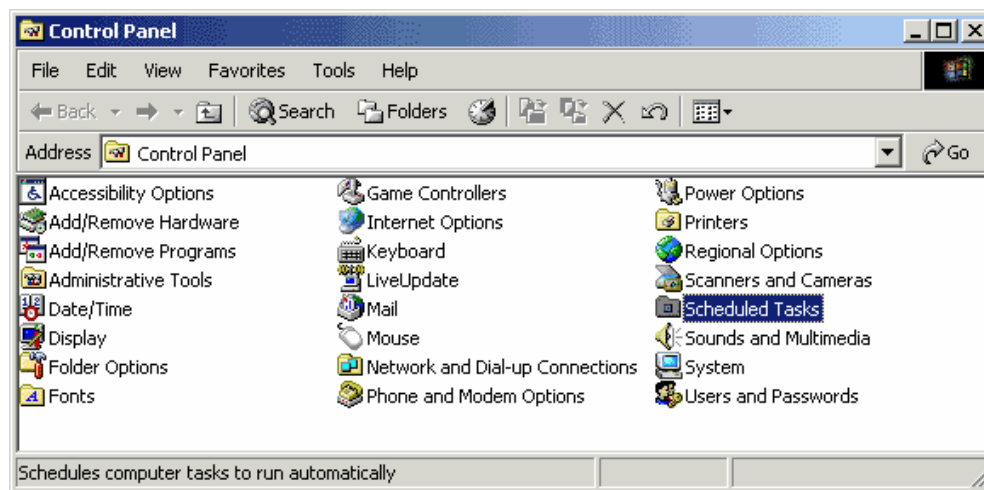 Control Panel
File Edit View Favorites Tools Help
Back Search Folders
Address Control Panel Go
Accessibility Options Game Controllers Power Options
Add/Remove Hardware Internet Options Printers
Add/Remove Programs Keyboard Regional Options
Administrative Tools LiveUpdate Scanners and Cameras
Date/Time Mail Scheduled Tasks
Display Mouse Sounds and Multimedia
Folder Options Network and Dial-up Connections System
Fonts Phone and Modem Options Users and Passwords
Schedules computer tasks to run automatically